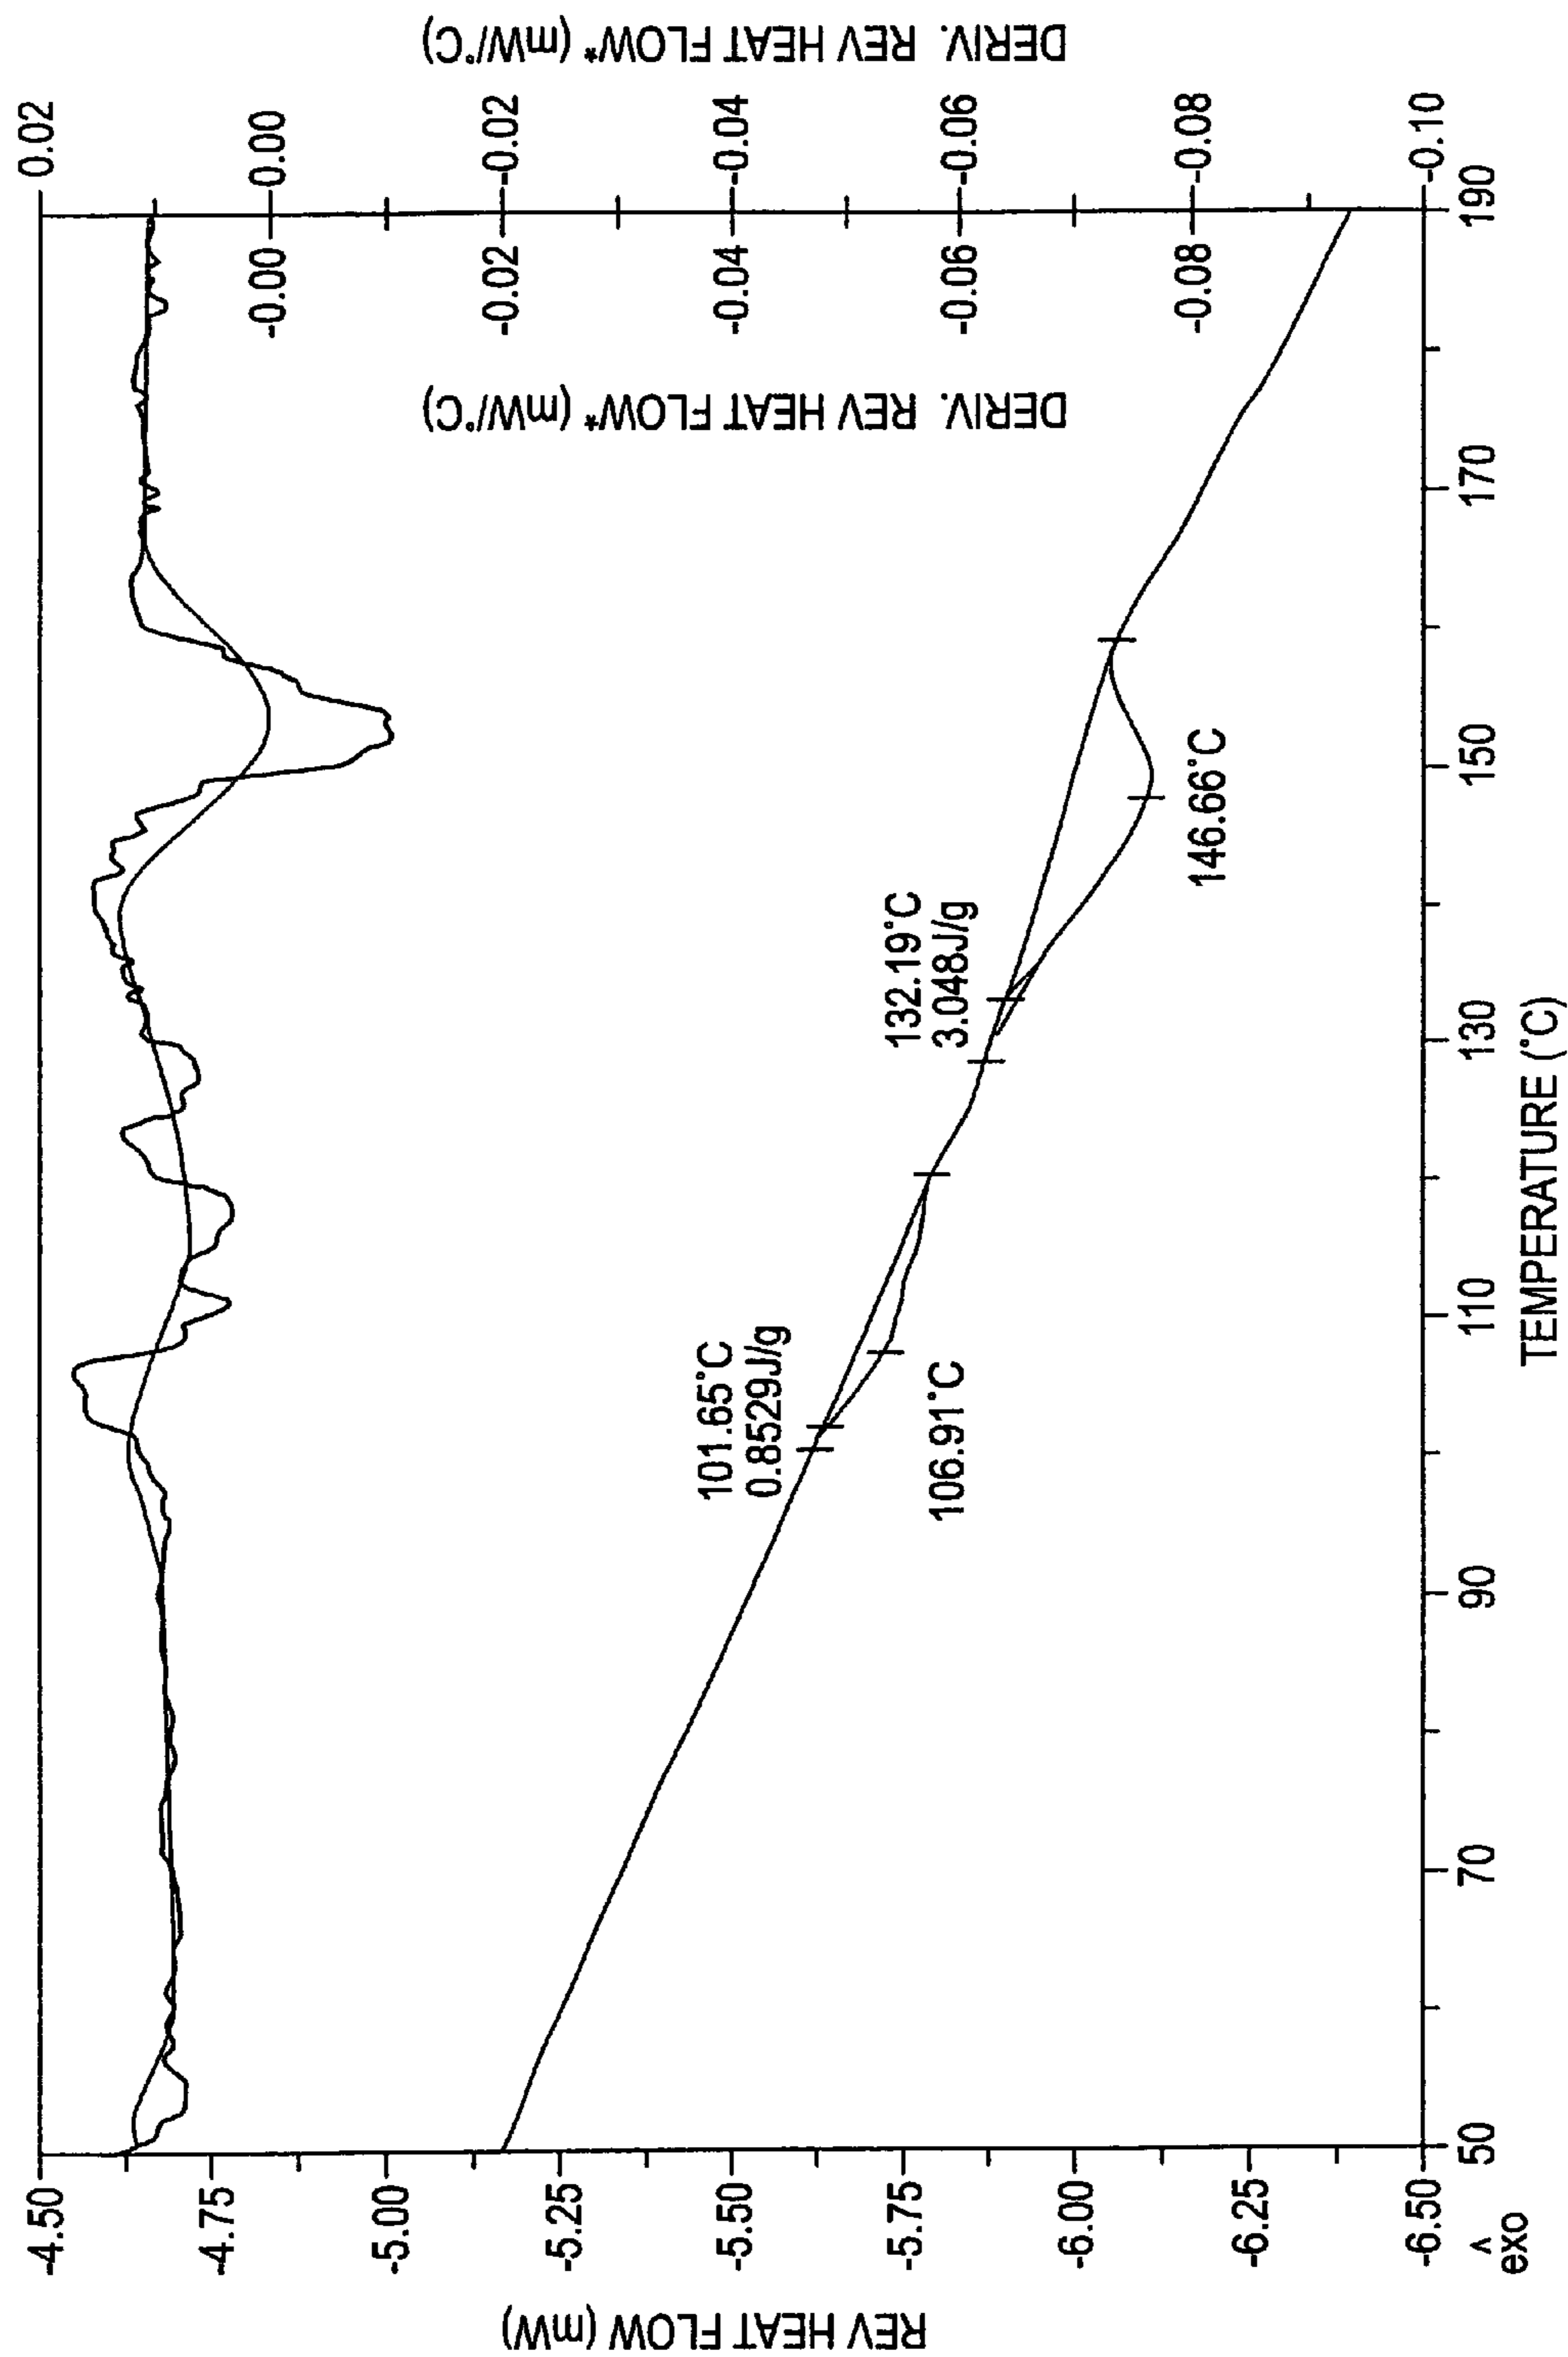 REV HEAT FLOW (mW)
-4.50
-4.75
-5.00
-5.25
-5.50
-5.75
-6.00
-6.25
-6.50
^
exo
101.65°C
0.8529J/g
106.91°C
132.19°C
3.048J/g
146.66°C
50
70
90
110
130
150
170
190
TEMPERATURE (°C)
DERIV. REV HEAT FLOW* (mW/°C)
-0.00
-0.02
-0.04
-0.06
-0.08
0.02
-0.00
-0.02
-0.04
-0.06
-0.08
-0.10
DERIV. REV HEAT FLOW* (mW/°C)